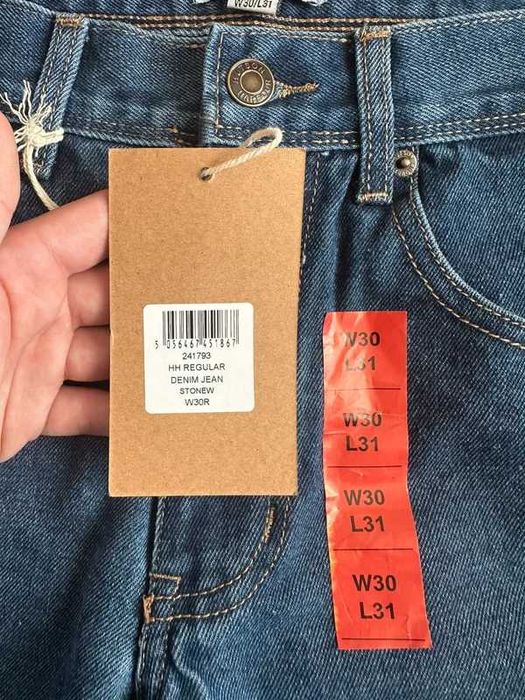 W30/L31
5 056467 451867
241793
HH REGULAR
DENIM JEAN
STONEW
W30R
W30
L31
W30
L31
W30
L31
W30
L31